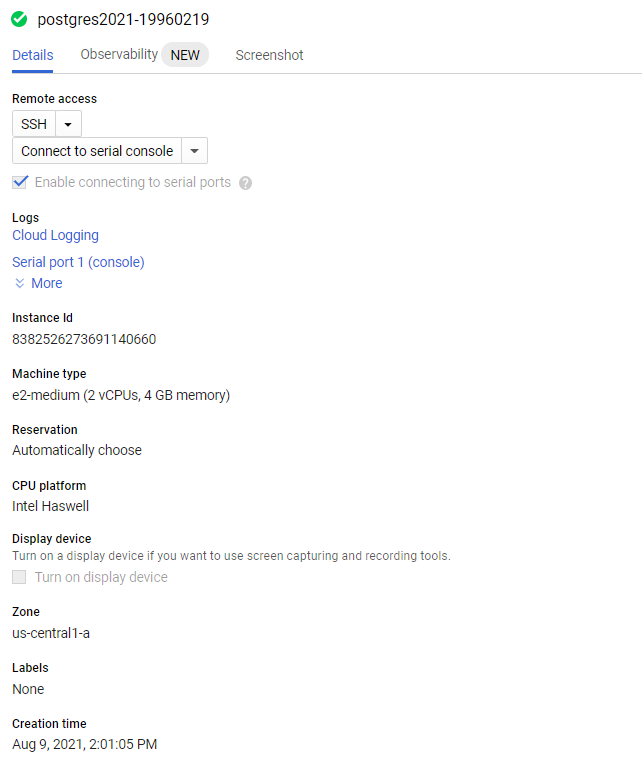 postgres2021-19960219
Details Observability NEW Screenshot
Remote access
SSH
Connect to serial console
Enable connecting to serial ports ?
Logs
Cloud Logging
Serial port 1 (console)
More
Instance Id
8382526273691140660
Machine type
e2-medium (2 vCPUs, 4 GB memory)
Reservation
Automatically choose
CPU platform
Intel Haswell
Display device
Turn on a display device if you want to use screen capturing and recording tools.
Turn on display device
Zone
us-central1-a
Labels
None
Creation time
Aug 9, 2021, 2:01:05 PM